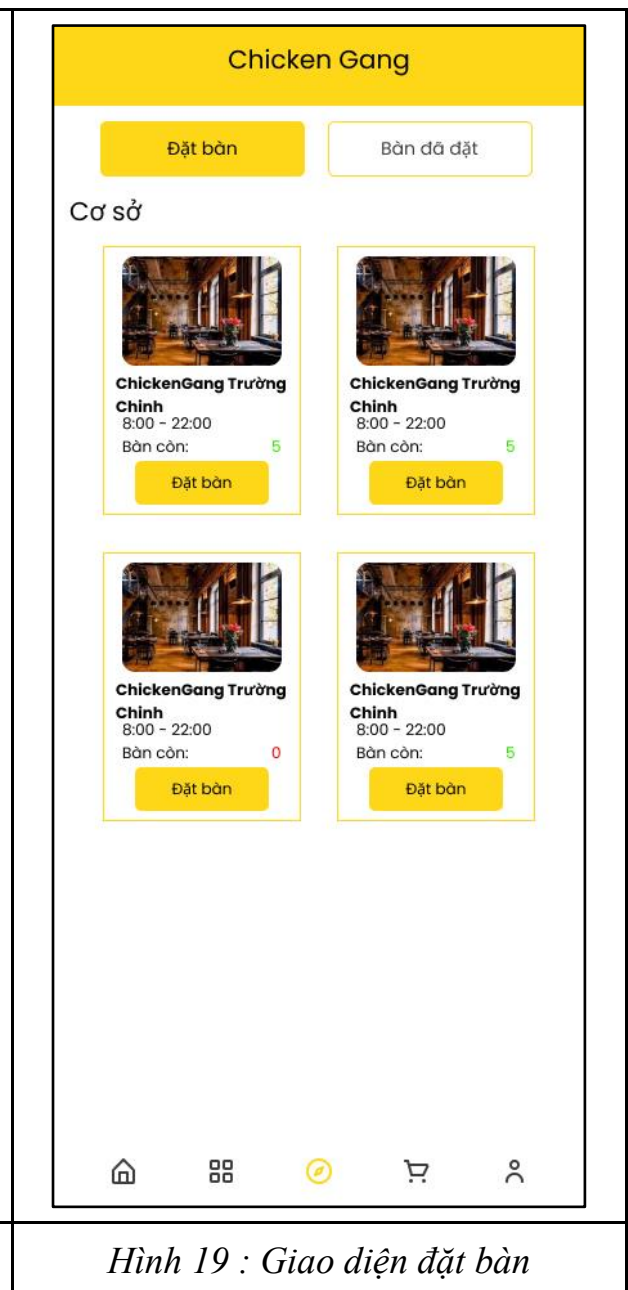 Chicken Gang
Đặt bàn
Bàn đã đặt
Cơ sở
ChickenGang Trường
Chinh
8:00 - 22:00
Bàn còn: 5
Đặt bàn
ChickenGang Trường
Chinh
8:00 - 22:00
Bàn còn: 5
Đặt bàn
ChickenGang Trường
Chinh
8:00 - 22:00
Bàn còn: 0
Đặt bàn
ChickenGang Trường
Chinh
8:00 - 22:00
Bàn còn: 5
Đặt bàn
Hình 19 : Giao diện đặt bàn